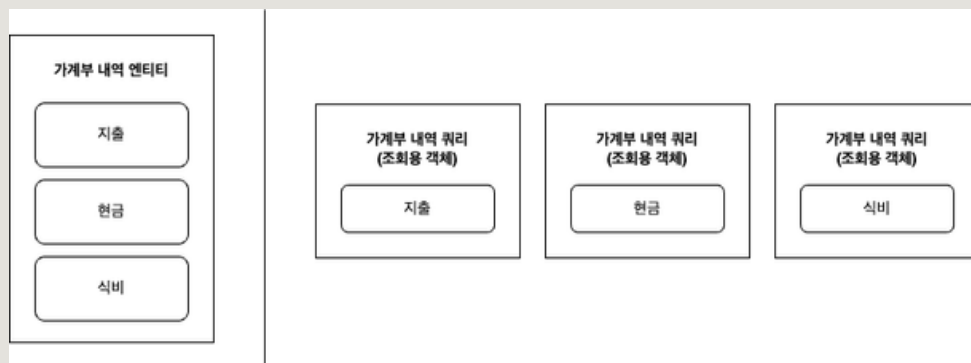 가계부 내역 엔티티
지출
현금
식비
가계부 내역 쿼리
(조회용 객체)
지출
가계부 내역 쿼리
(조회용 객체)
현금
가계부 내역 쿼리
(조회용 객체)
식비